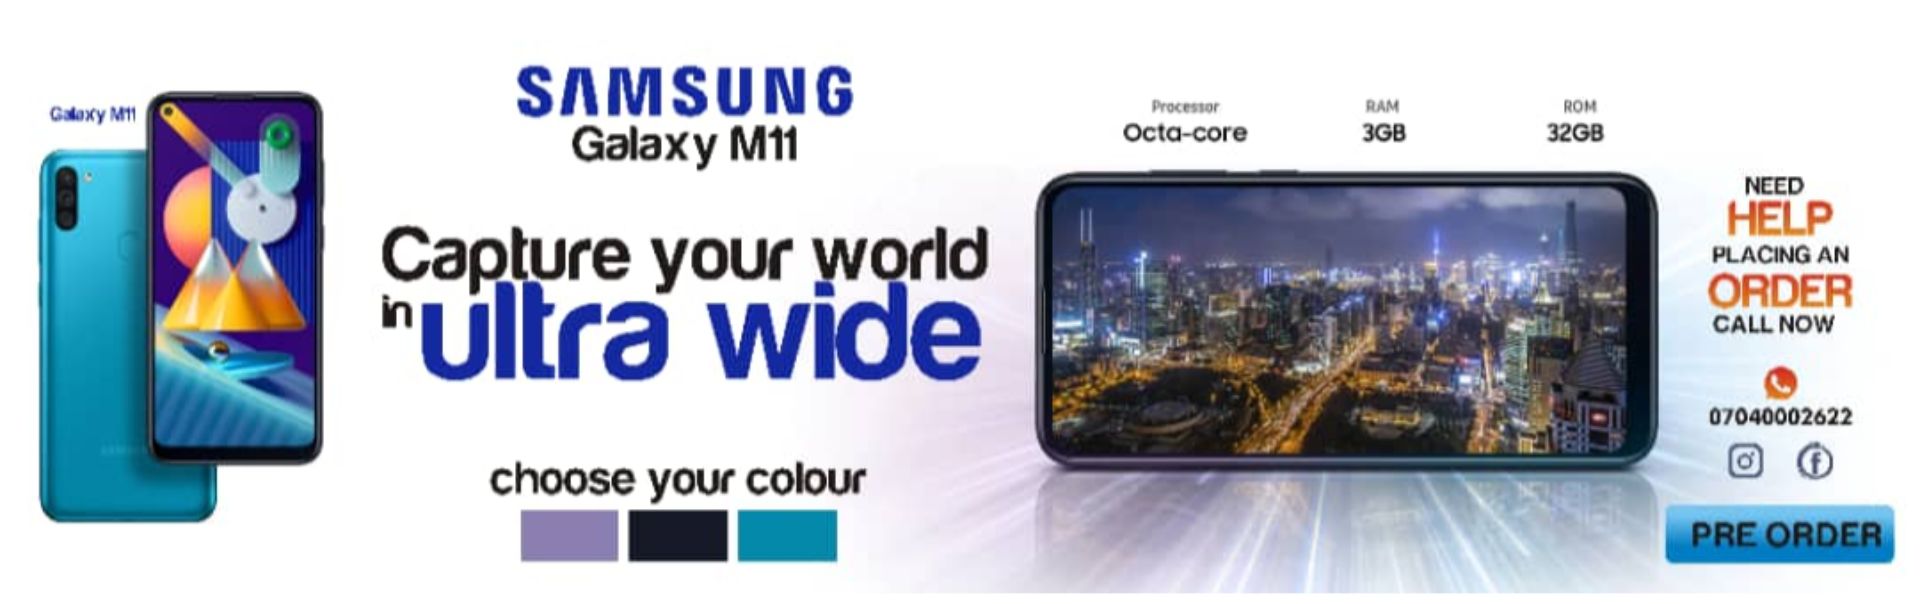 Galaxy M11
SAMSUNG
Galaxy M11
Capture your world
in ultra wide
choose your colour
Processor
Octa-core
RAM
3GB
ROM
32GB
NEED
HELP
PLACING AN
ORDER
CALL NOW
07040002622
PRE ORDER